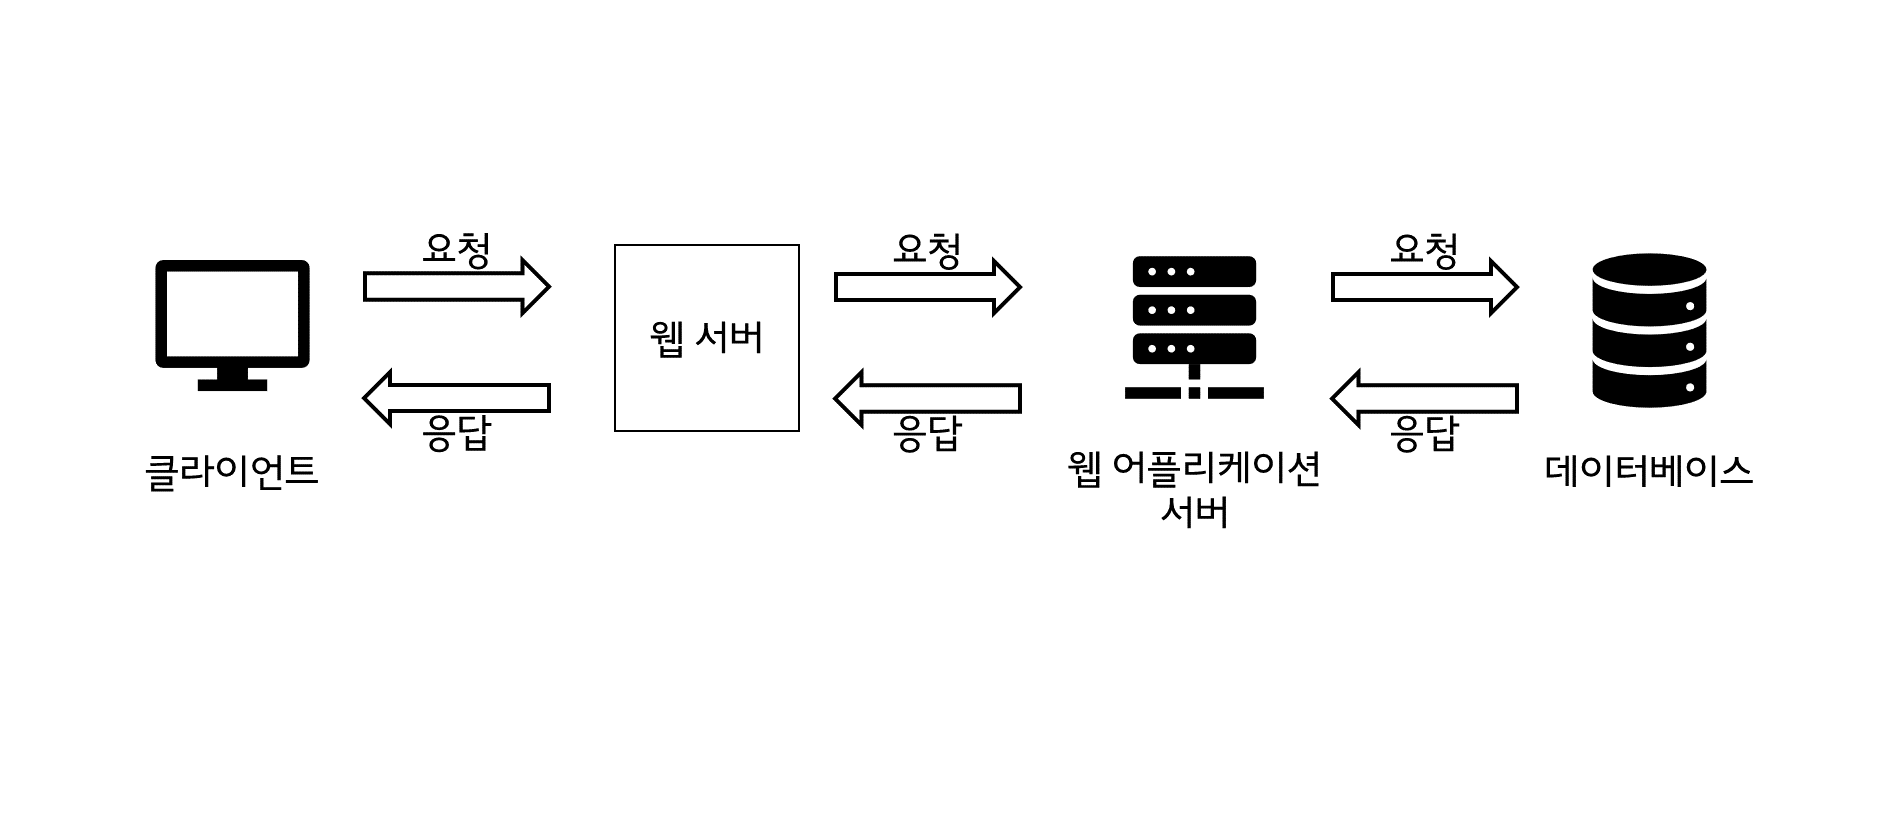 요청
요청
요청
웹 서버
응답
응답
응답
클라이언트
웹 어플리케이션
서버
데이터베이스